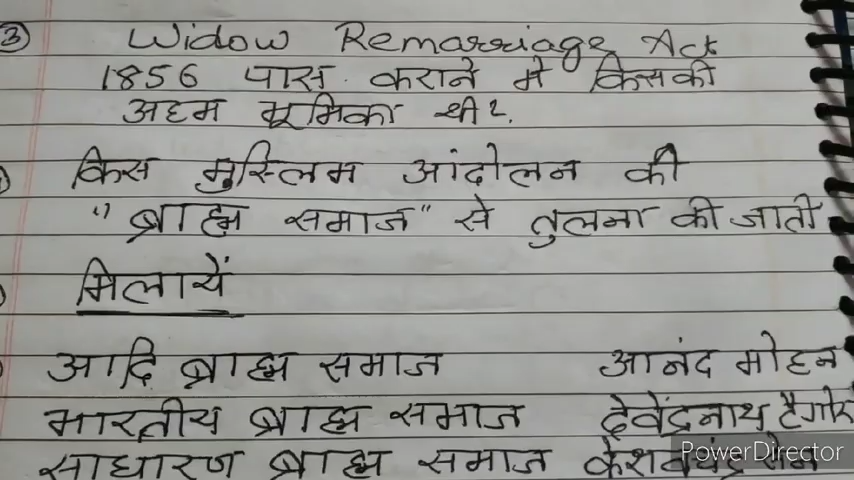 ③ Widow Remarriage Act
1856 पास कराने मे किसकी
अहम भूमिका थी?.
किस मुस्लिम आंदोलन की
"ब्राह्म समाज" से तुलना की जाती
मिलायें
आदि ब्राह्म समाज आनंद मोहन
भारतीय ब्राह्म समाज देवेंद्रनाथ टैगोर
साधारण ब्राह्म समाज केशवचंद्र सेन
PowerDirector